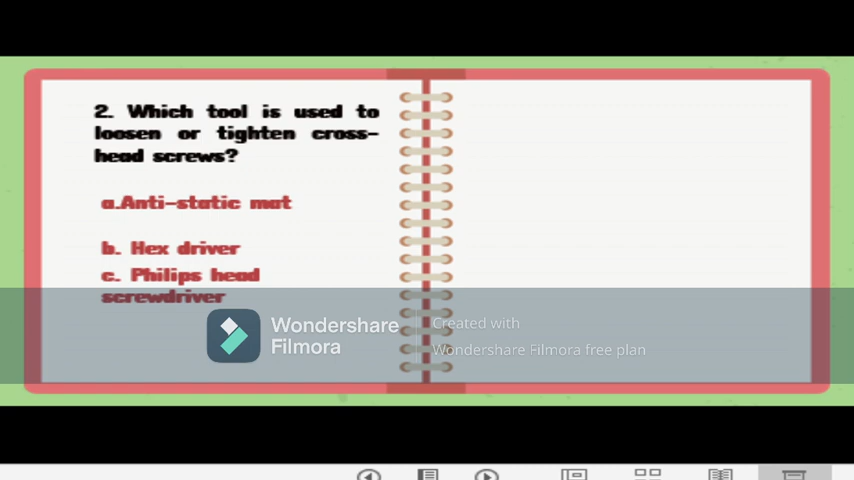 2. Which tool is used to
loosen or tighten cross-
head screws?
a.Anti-static mat
b. Hex driver
c. Philips head
screwdriver
Wondershare
Filmora
Created with
Wondershare Filmora free plan